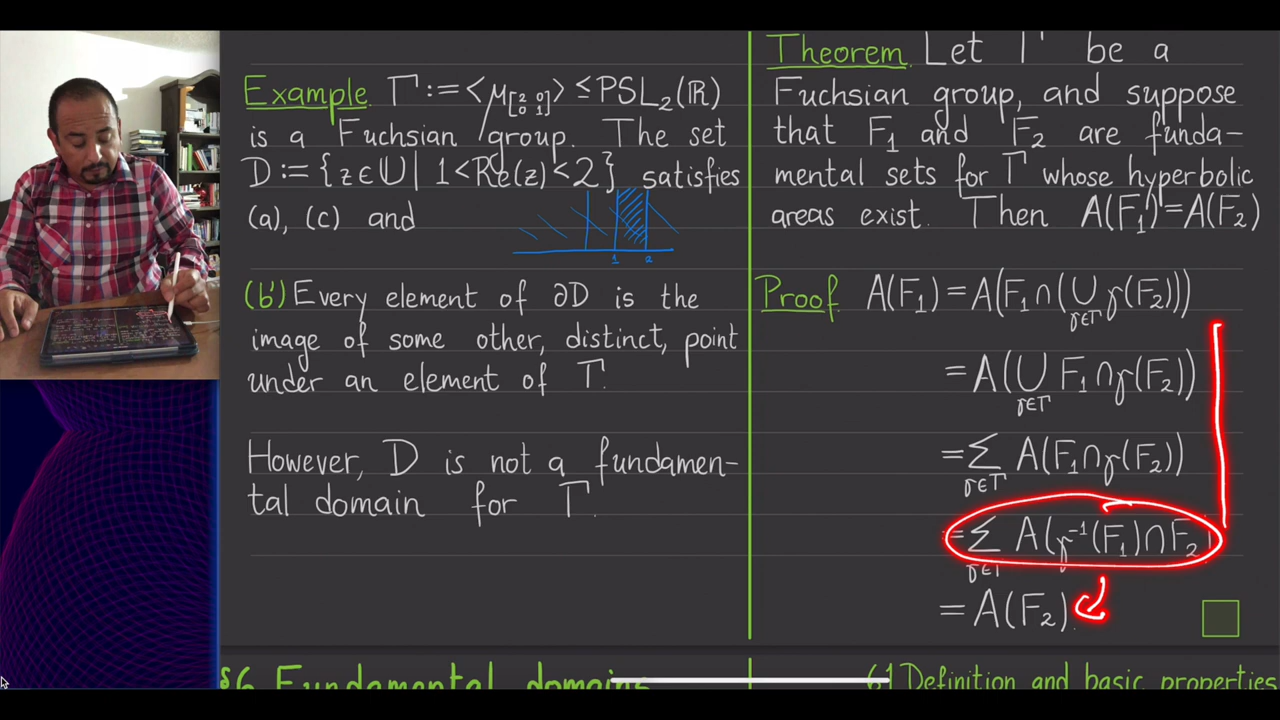 Example. Γ := <μ[2 0 0 1]> ≤ PSL₂(ℝ)
is a Fuchsian group. The set
D := {z∈U | 1<Re(z)<2} satisfies
(a), (c) and
1 2
(b') Every element of ∂D is the
image of some other, distinct, point
under an element of Γ.
However, D is not a fundamen-
tal domain for Γ.
§6 Fundamental domains
Theorem. Let Γ be a
Fuchsian group, and suppose
that F₁ and F₂ are funda-
mental sets for Γ whose hyperbolic
areas exist. Then A(F₁)=A(F₂)
Proof. A(F₁) = A(F₁∩(∪γ∈Γ γ(F₂)))
= A(∪γ∈Γ F₁∩γ(F₂))
= Σγ∈Γ A(F₁∩γ(F₂))
= Σγ∈Γ A(γ⁻¹(F₁)∩F₂)
= A(F₂).
6.1 Definition and basic properties